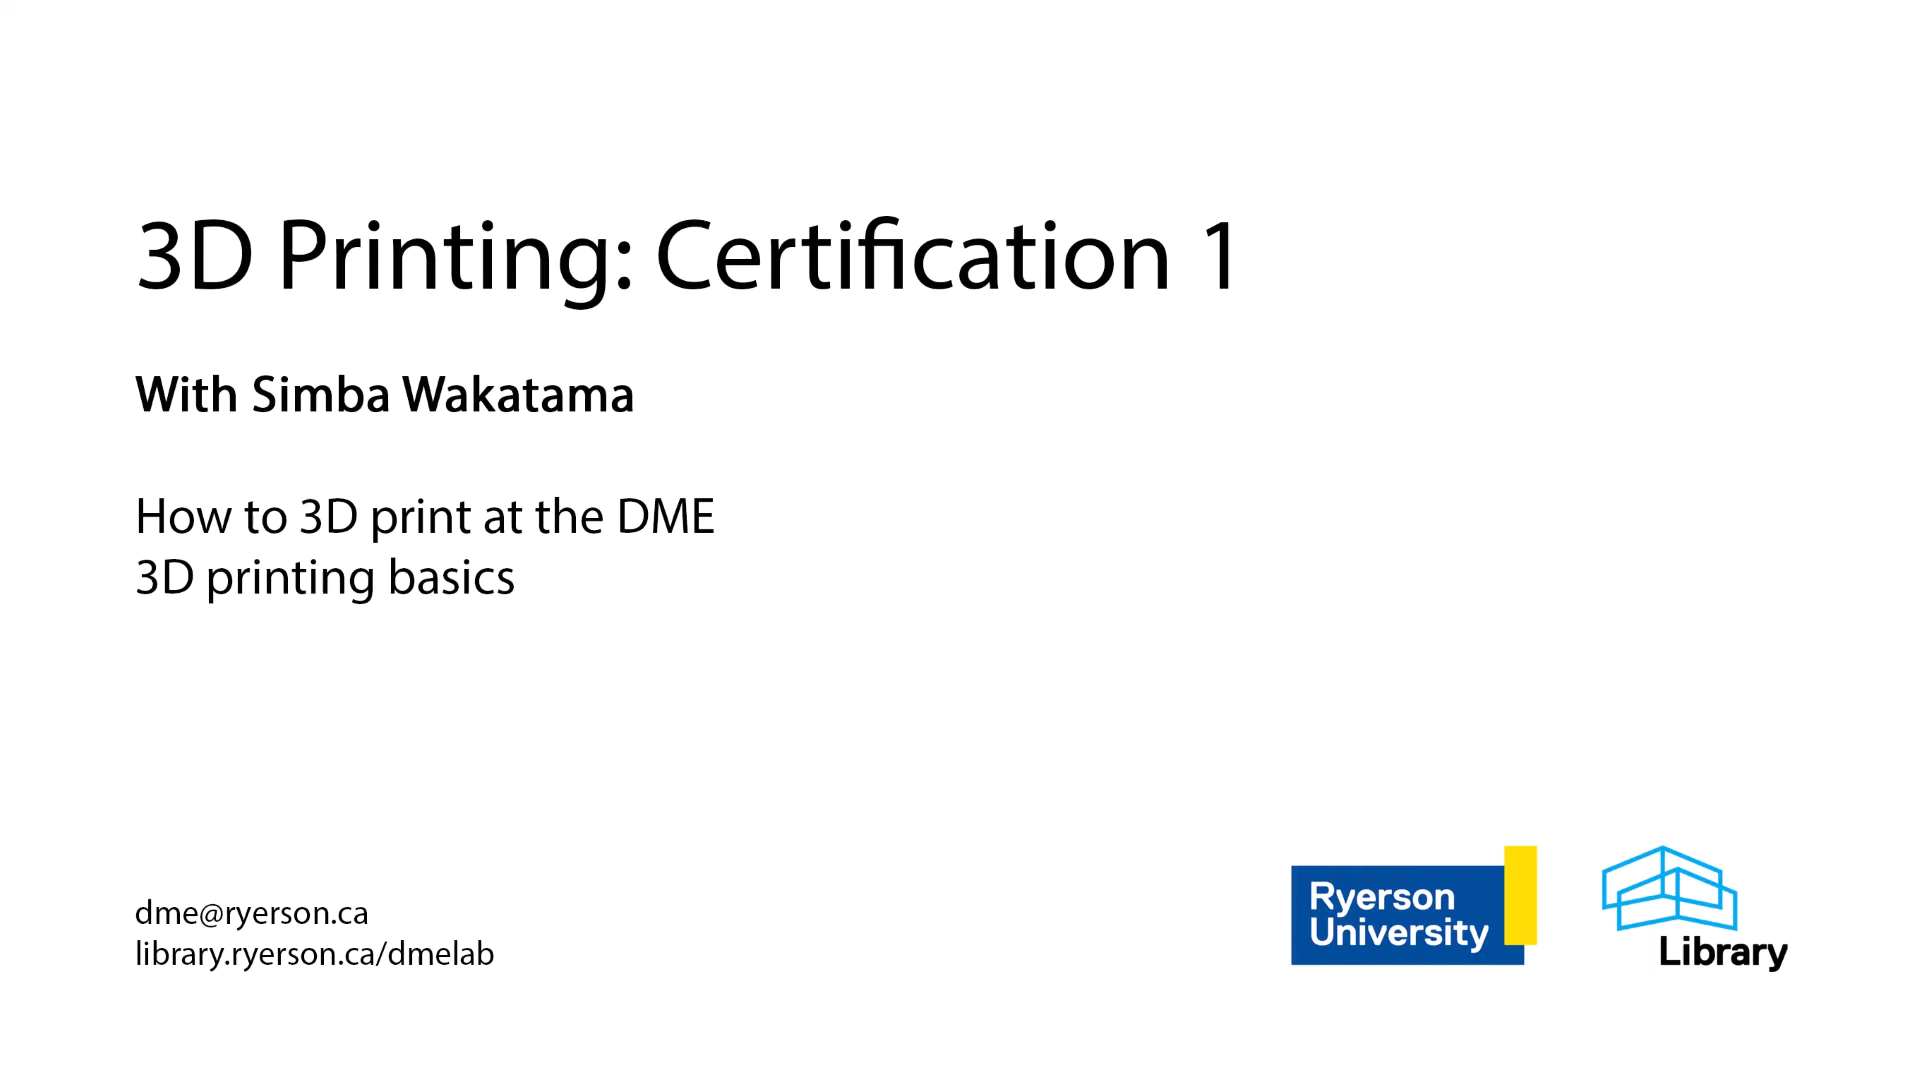 3D Printing: Certification 1
With Simba Wakatama
How to 3D print at the DME
3D printing basics
dme@ryerson.ca
library.ryerson.ca/dmelab
Ryerson
University
Library